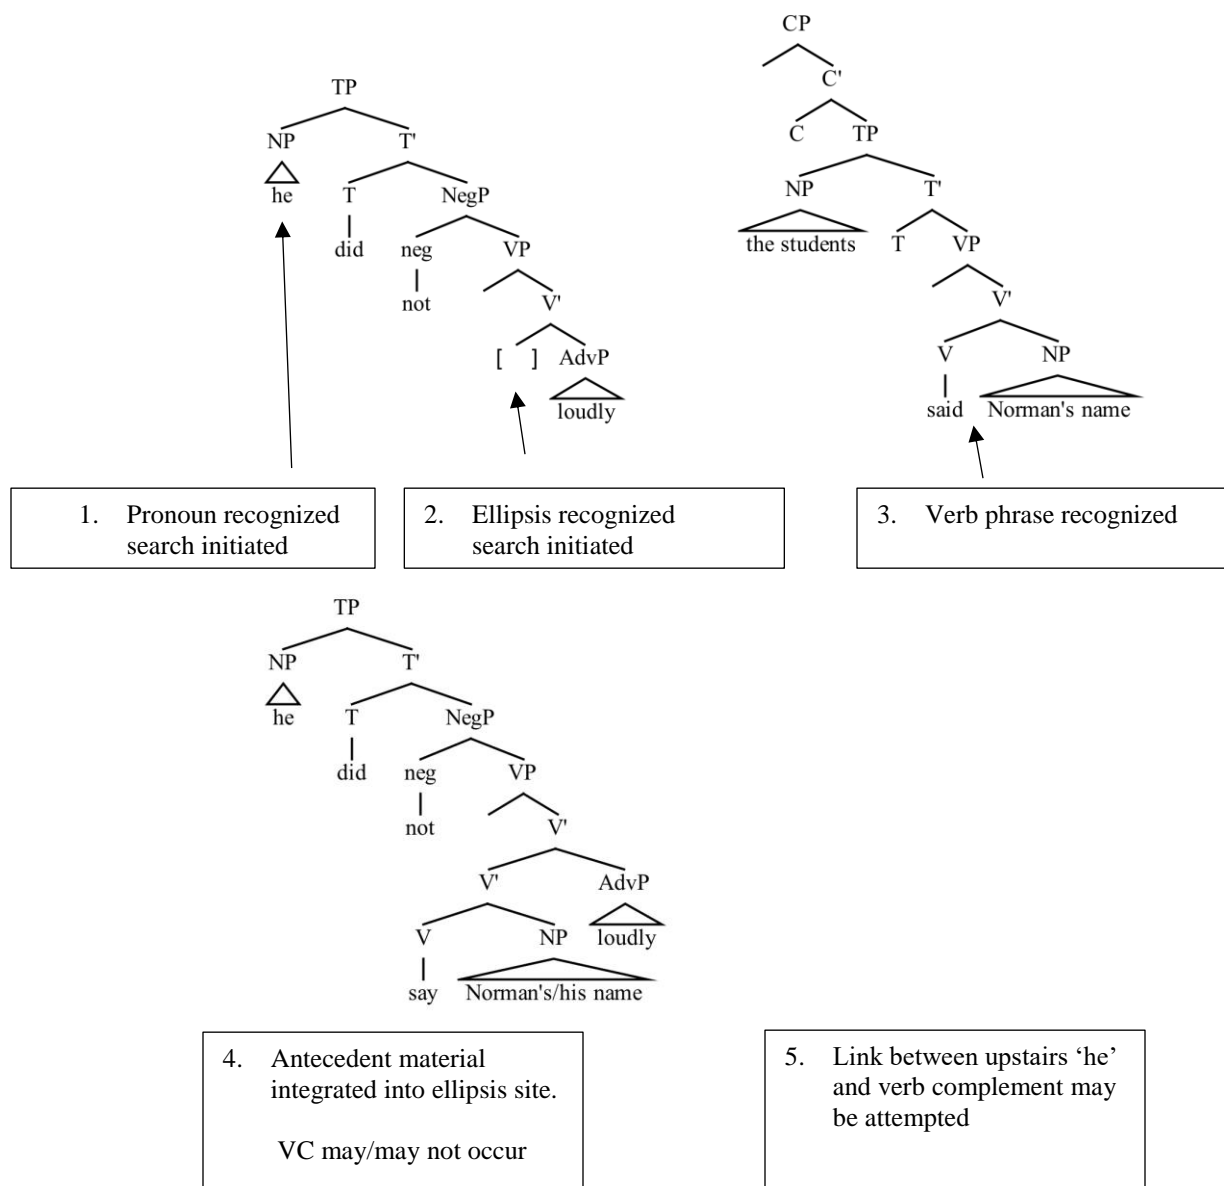 CP
C'
C TP
NP T'
the students T VP
V'
V NP
said Norman's name
TP
NP T'
he T NegP
did neg VP
not V'
[ ] AdvP
loudly
1. Pronoun recognized
search initiated
2. Ellipsis recognized
search initiated
3. Verb phrase recognized
TP
NP T'
he T NegP
did neg VP
not V'
V' AdvP
V NP loudly
say Norman's/his name
4. Antecedent material
integrated into ellipsis site.
VC may/may not occur
5. Link between upstairs ‘he’
and verb complement may
be attempted